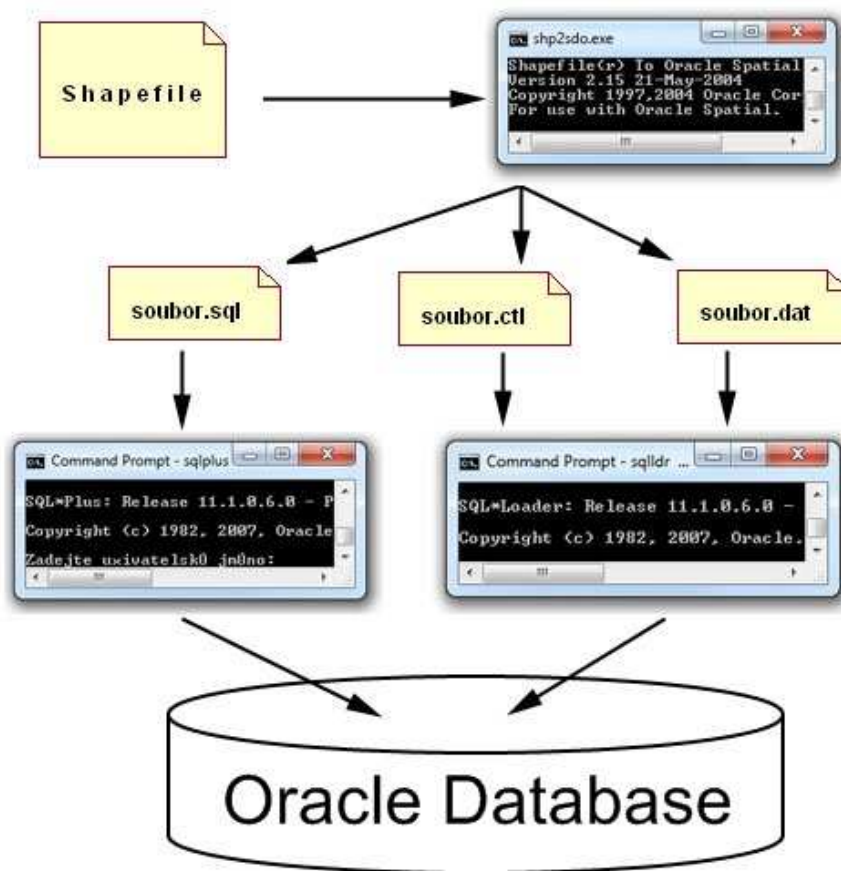 Shapefile
shp2sdo.exe
Shapefile(r) To Oracle Spatial
Version 2.15 21-May-2004
Copyright 1997,2004 Oracle Cor
For use with Oracle Spatial.
soubor.sql
soubor.ctl
soubor.dat
Command Prompt - sqlplus
SQL*Plus: Release 11.1.0.6.0 - P
Copyright (c) 1982, 2007, Oracle
Zadejte uxivatelsk0 jm0no:
Command Prompt - sqlldr ...
SQL*Loader: Release 11.1.0.6.0 -
Copyright (c) 1982, 2007, Oracle.
Oracle Database